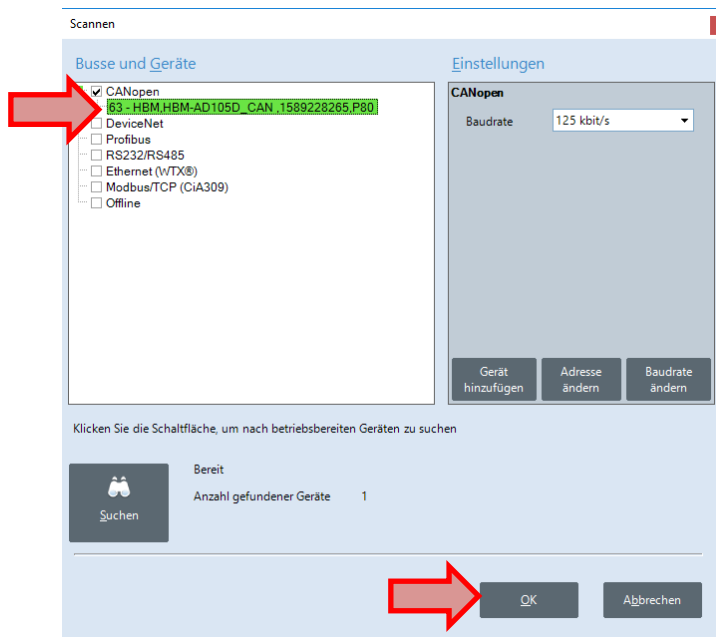 Scannen
Busse und Geräte
CANopen
63 - HBM,HBM-AD105D_CAN ,1589228265,P80
DeviceNet
Profibus
RS232/RS485
Ethernet (WTX®)
Modbus/TCP (CiA309)
Offline
Einstellungen
CANopen
Baudrate 125 kbit/s
Gerät hinzufügen
Adresse ändern
Baudrate ändern
Klicken Sie die Schaltfläche, um nach betriebsbereiten Geräten zu suchen
Suchen
Bereit
Anzahl gefundener Geräte 1
OK
Abbrechen